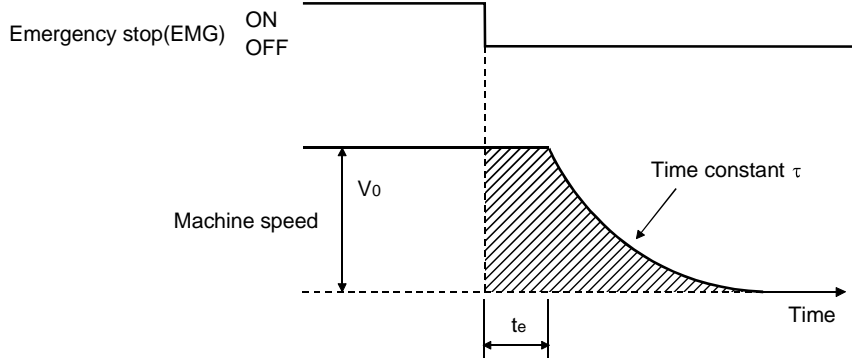 ON
Emergency stop(EMG)
OFF
V0
Time constant τ
Machine speed
Time
te